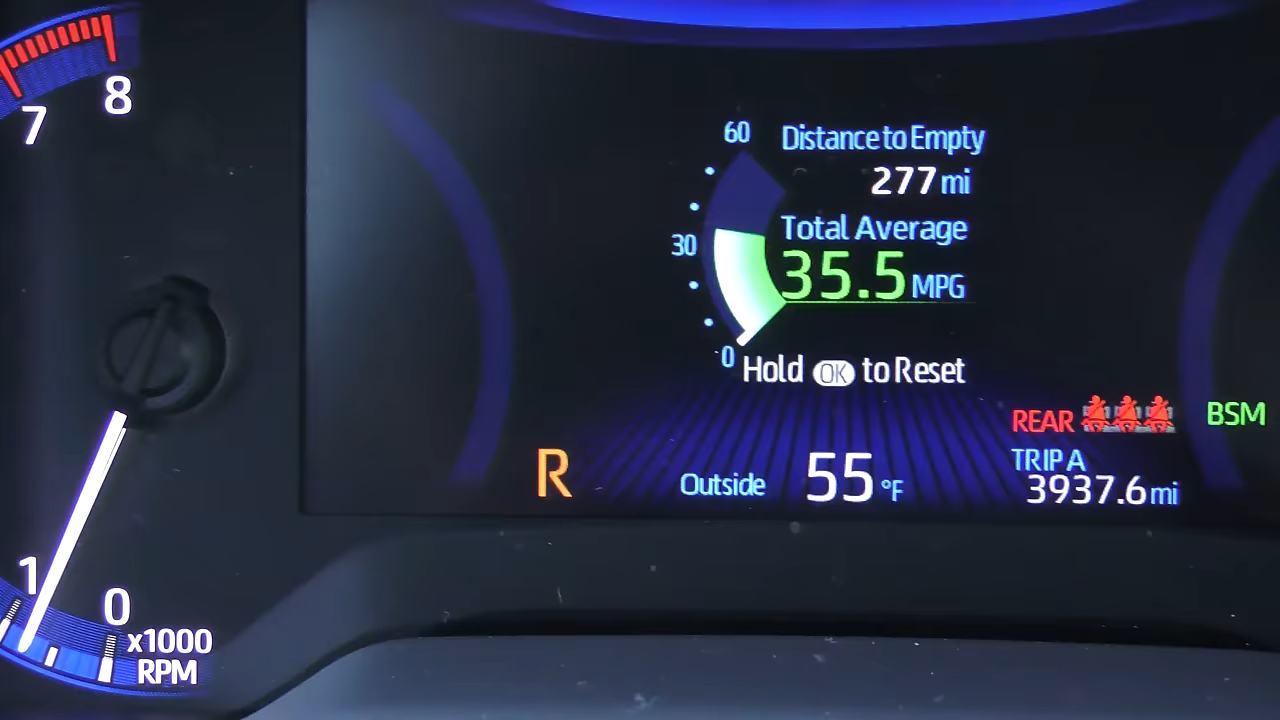 7
8
60
Distance to Empty
277 mi
Total Average
30
35.5 MPG
0
Hold OK to Reset
REAR
BSM
R
Outside 55 °F
TRIP A
3937.6 mi
1
0
x1000
RPM